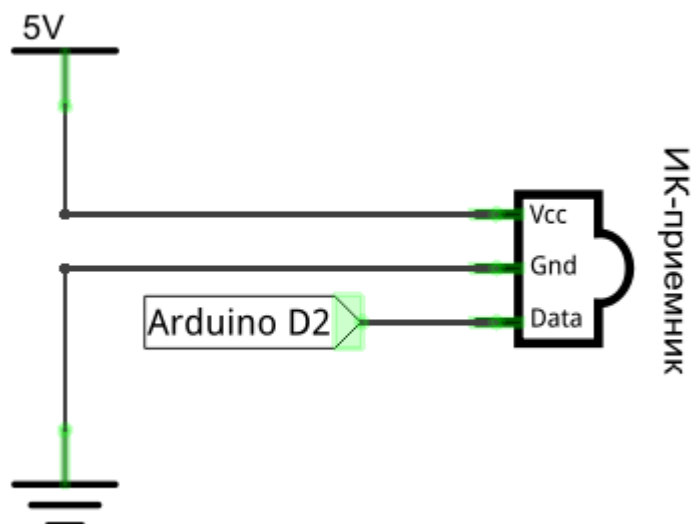 5V
Vcc
Gnd
Arduino D2
Data
ИК-приемник